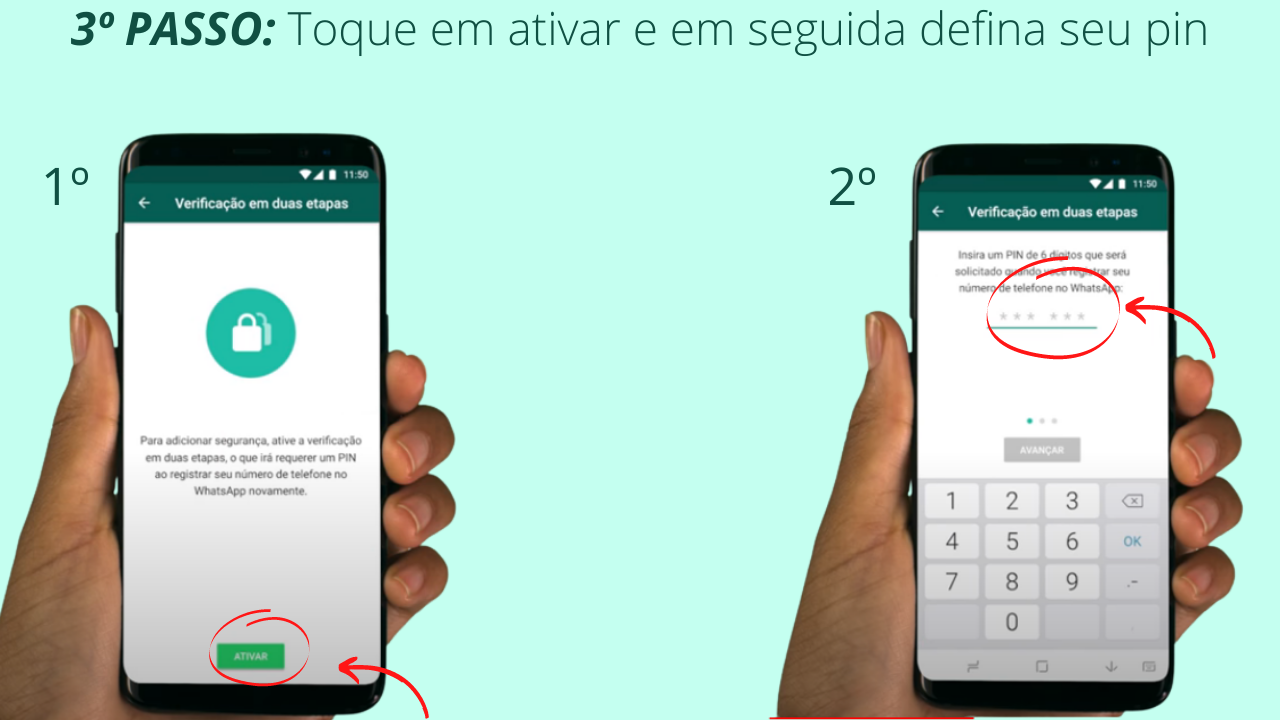 3º PASSO: Toque em ativar e em seguida defina seu pin
1º
11:50
Verificação em duas etapas
Para adicionar segurança, ative a verificação
em duas etapas, o que irá requerer um PIN
ao registrar seu número de telefone no
WhatsApp novamente.
ATIVAR
2º
11:50
Verificação em duas etapas
Insira um PIN de 6 dígitos que será
solicitado quando você registrar seu
número de telefone no WhatsApp:
*** ***
AVANÇAR
1 2 3
4 5 6 OK
7 8 9 .-
0